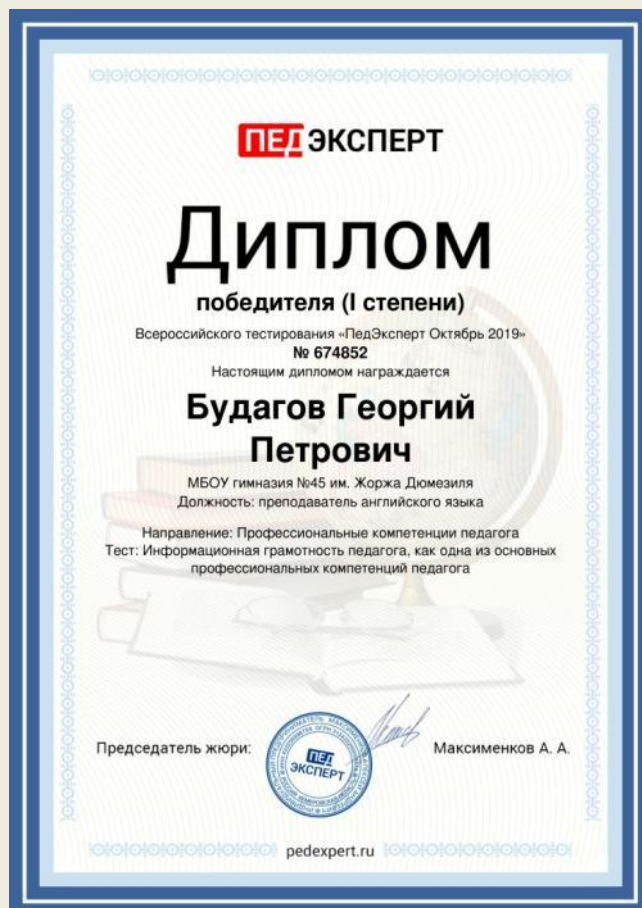 ПЕД ЭКСПЕРТ
Диплом
победителя (I степени)
Всероссийского тестирования «ПедЭксперт Октябрь 2019»
№ 674852
Настоящим дипломом награждается
Будагов Георгий
Петрович
МБОУ гимназия №45 им. Жоржа Дюмезиля
Должность: преподаватель английского языка
Направление: Профессиональные компетенции педагога
Тест: Информационная грамотность педагога, как одна из основных
профессиональных компетенций педагога
Председатель жюри:
ПЕД
ЭКСПЕРТ
Максименков А. А.
pedexpert.ru